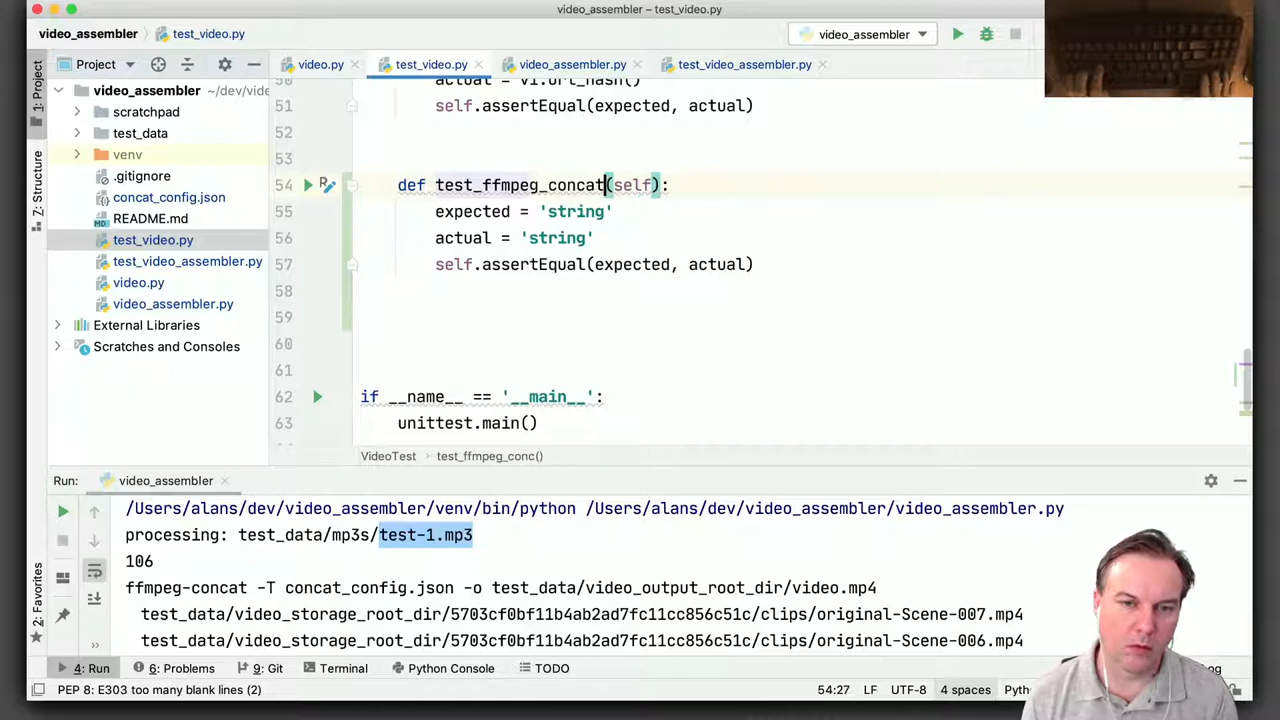 video_assembler – test_video.py
video_assembler
test_video.py
video_assembler
Project
video.py
test_video.py
video_assembler.py
test_video_assembler.py
1: Project
Z: Structure
2: Favorites
video_assembler ~/dev/vide
scratchpad
test_data
venv
.gitignore
concat_config.json
README.md
test_video.py
test_video_assembler.py
video.py
video_assembler.py
External Libraries
Scratches and Consoles
50 actual = vi.url_hash()
51 self.assertEqual(expected, actual)
52
53
54 def test_ffmpeg_concat(self):
55 expected = 'string'
56 actual = 'string'
57 self.assertEqual(expected, actual)
58
59
60
61
62 if __name__ == '__main__':
63 unittest.main()
VideoTest
test_ffmpeg_conc()
Run: video_assembler
/Users/alans/dev/video_assembler/venv/bin/python /Users/alans/dev/video_assembler/video_assembler.py
processing: test_data/mp3s/test-1.mp3
106
ffmpeg-concat -T concat_config.json -o test_data/video_output_root_dir/video.mp4
test_data/video_storage_root_dir/5703cf0bf11b4ab2ad7fc11cc856c51c/clips/original-Scene-007.mp4
test_data/video_storage_root_dir/5703cf0bf11b4ab2ad7fc11cc856c51c/clips/original-Scene-006.mp4
4: Run 6: Problems 9: Git Terminal Python Console TODO
PEP 8: E303 too many blank lines (2) 54:27 LF UTF-8 4 spaces Pyth